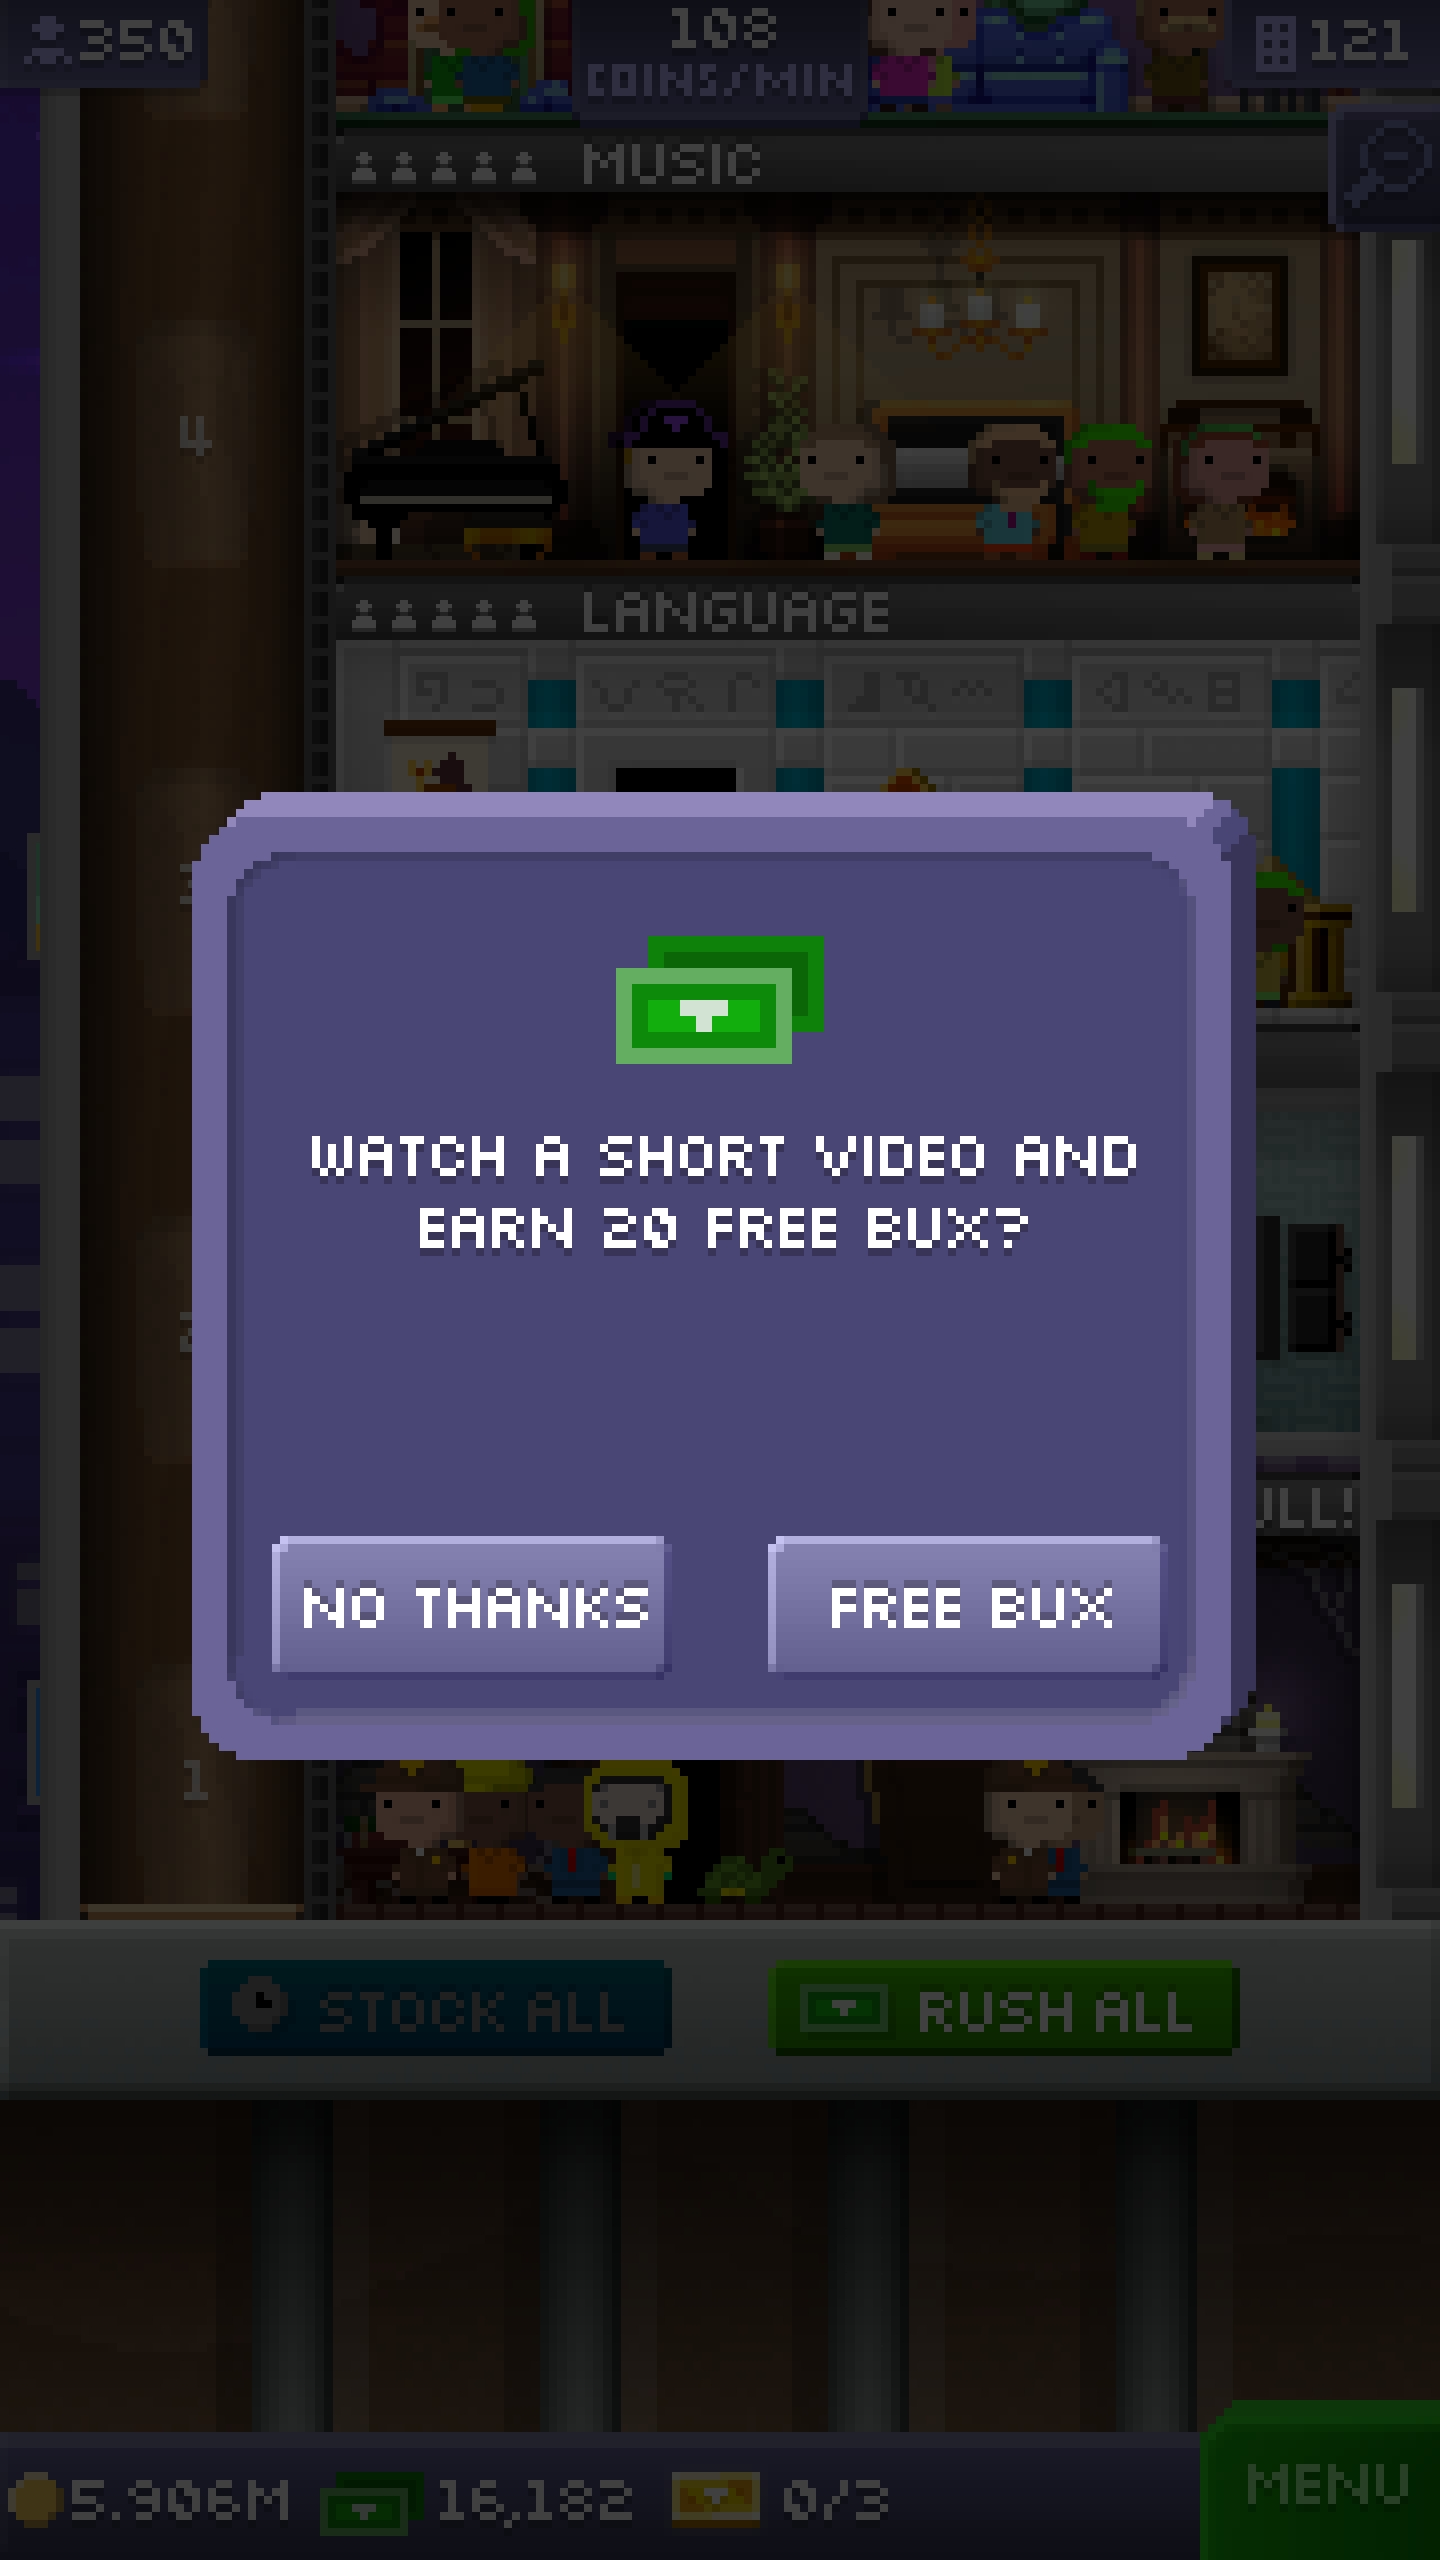 350
108
COINS/MIN
121
MUSIC
4
LANGUAGE
WATCH A SHORT VIDEO AND
EARN 20 FREE BUX?
NO THANKS
FREE BUX
1
STOCK ALL
RUSH ALL
5.906M
16,182
0/3
MENU